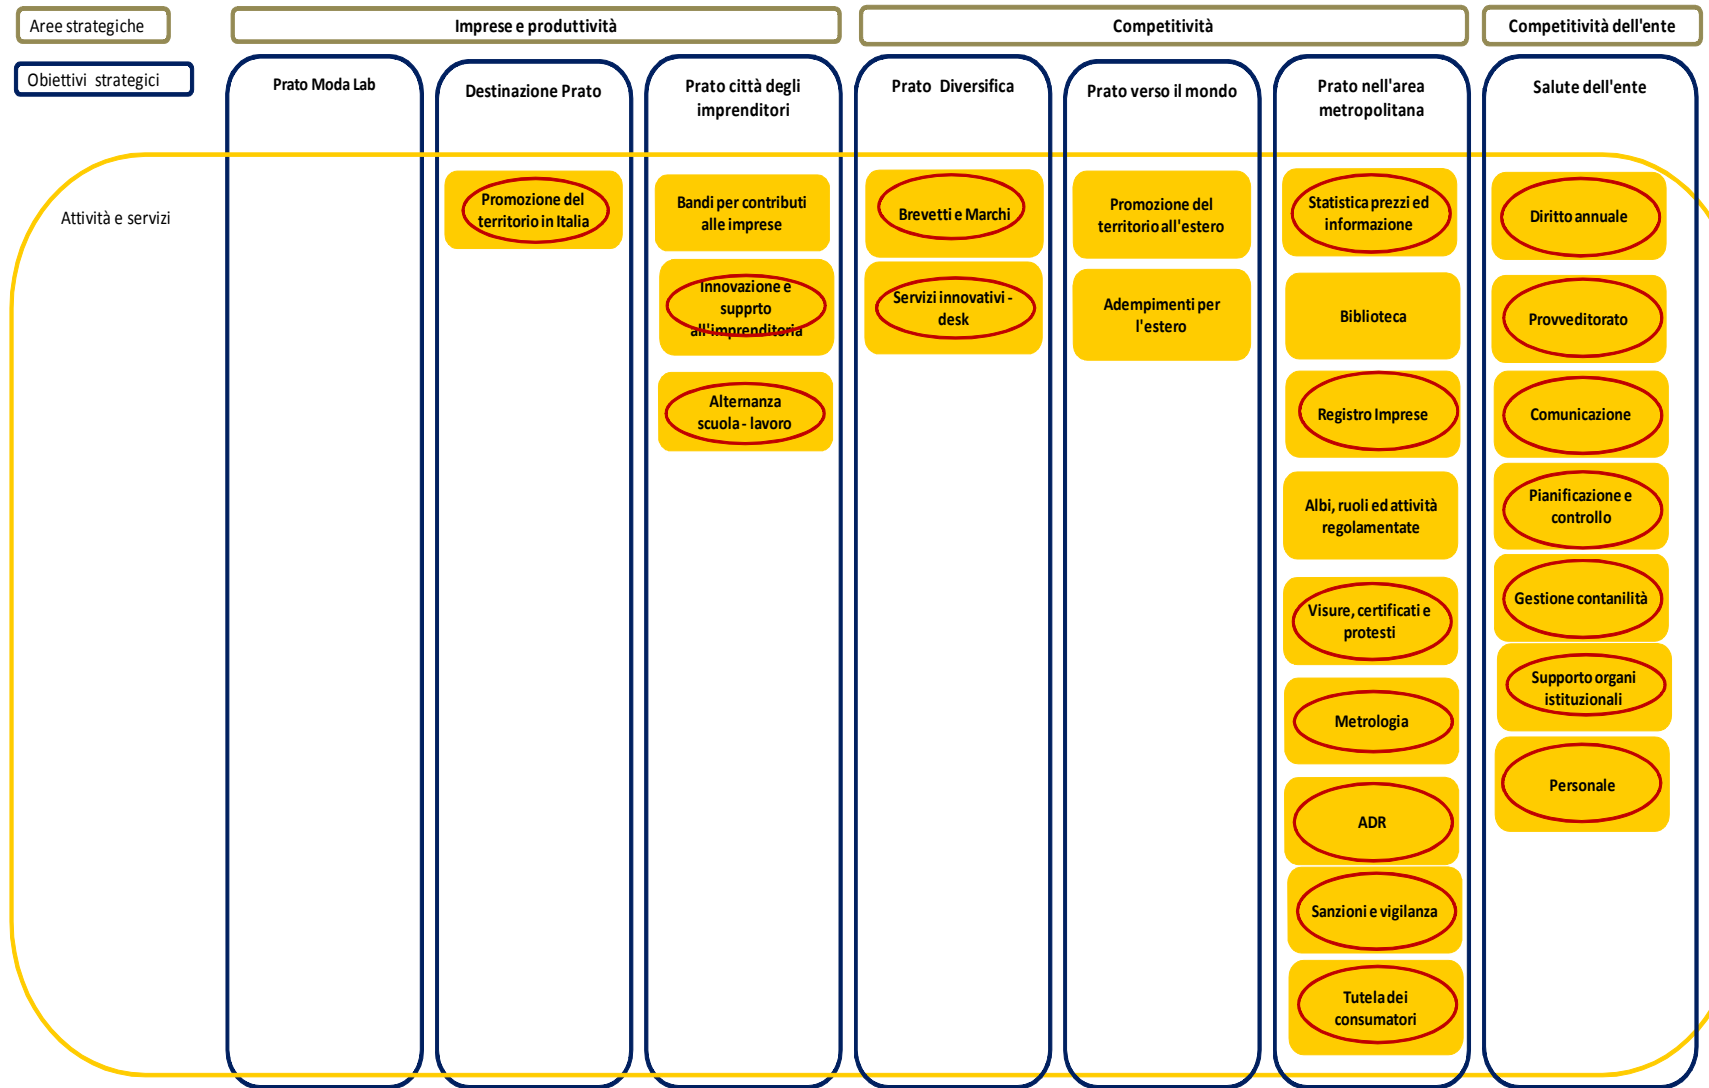 Aree strategiche
Imprese e produttività
Competitività
Competitività dell'ente
Obiettivi strategici
Prato Moda Lab
Destinazione Prato
Prato città degli
imprenditori
Prato Diversifica
Prato verso il mondo
Prato nell'area
metropolitana
Salute dell'ente
Attività e servizi
Promozione del
territorio in Italia
Bandi per contributi
alle imprese
Innovazione e
supprto
all'imprenditoria
Alternanza
scuola - lavoro
Brevetti e Marchi
Servizi innovativi -
desk
Promozione del
territorio all'estero
Adempimenti per
l'estero
Statistica prezzi ed
informazione
Biblioteca
Registro Imprese
Albi, ruoli ed attività
regolamentate
Visure, certificati e
protesti
Metrologia
ADR
Sanzioni e vigilanza
Tutela dei
consumatori
Diritto annuale
Provveditorato
Comunicazione
Pianificazione e
controllo
Gestione contanilità
Supporto organi
istituzionali
Personale